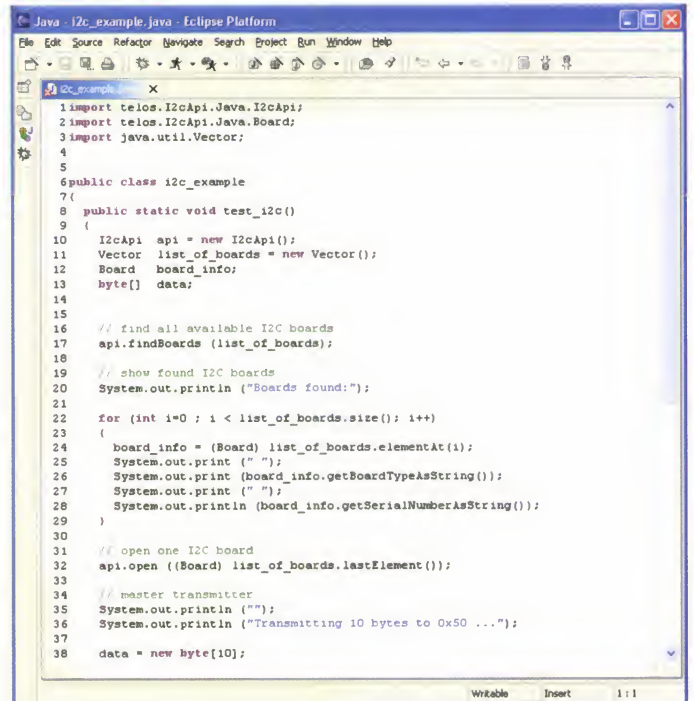 Java - i2c_example.java - Eclipse Platform
File Edit Source Refactor Navigate Search Project Run Window Help
i2c_example.java X
1 import telos.I2cApi.Java.I2cApi;
2 import telos.I2cApi.Java.Board;
3 import java.util.Vector;
4
5
6 public class i2c_example
7 {
8 public static void test_i2c()
9 {
10 I2cApi api = new I2cApi();
11 Vector list_of_boards = new Vector();
12 Board board_info;
13 byte[] data;
14
15
16 // find all available I2C boards
17 api.findBoards (list_of_boards);
18
19 // show found I2C boards
20 System.out.println ("Boards found:");
21
22 for (int i=0 ; i < list_of_boards.size(); i++)
23 {
24 board_info = (Board) list_of_boards.elementAt(i);
25 System.out.print (" ");
26 System.out.print (board_info.getBoardTypeAsString());
27 System.out.print (" ");
28 System.out.println (board_info.getSerialNumberAsString());
29 }
30
31 // open one I2C board
32 api.open ((Board) list_of_boards.lastElement());
33
34 // master transmitter
35 System.out.println ("");
36 System.out.println ("Transmitting 10 bytes to 0x50 ...");
37
38 data = new byte[10];
Writable Insert 1 : 1